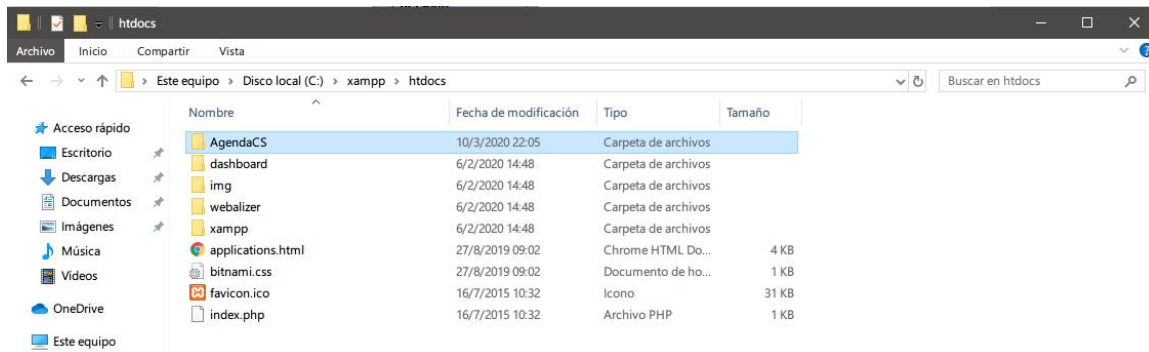 htdocs
Archivo Inicio Compartir Vista
Este equipo > Disco local (C:) > xampp > htdocs Buscar en htdocs
Nombre Fecha de modificación Tipo Tamaño
Acceso rápido
Escritorio
Descargas
Documentos
Imágenes
Música
Videos
OneDrive
Este equipo
AgendaCS 10/3/2020 22:05 Carpeta de archivos
dashboard 6/2/2020 14:48 Carpeta de archivos
img 6/2/2020 14:48 Carpeta de archivos
webalizer 6/2/2020 14:48 Carpeta de archivos
xampp 6/2/2020 14:48 Carpeta de archivos
applications.html 27/8/2019 09:02 Chrome HTML Do... 4 KB
bitnami.css 27/8/2019 09:02 Documento de ho... 1 KB
favicon.ico 16/7/2015 10:32 Icono 31 KB
index.php 16/7/2015 10:32 Archivo PHP 1 KB